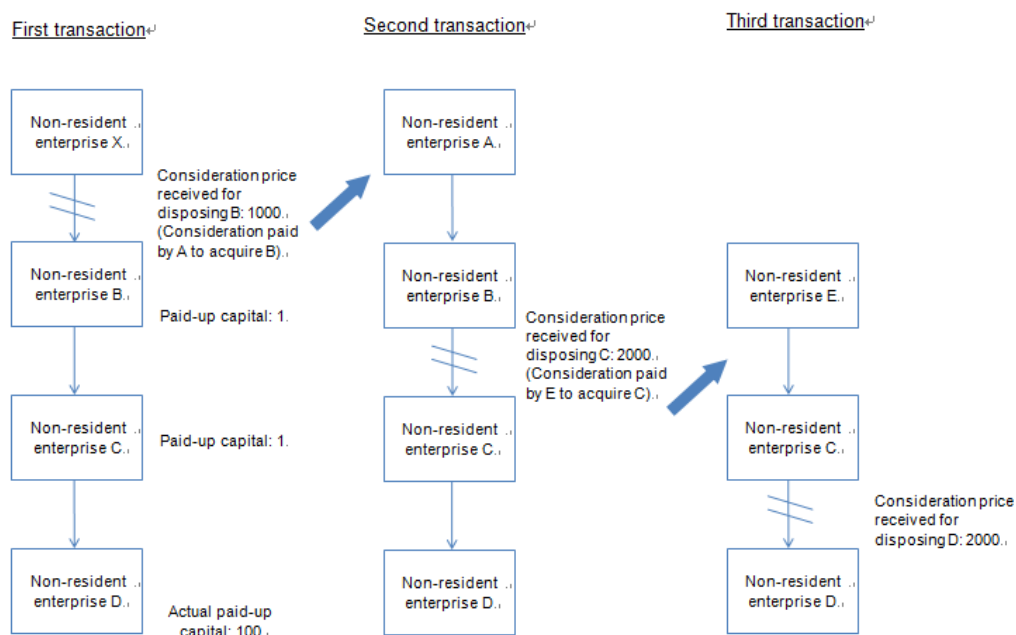 First transaction
Second transaction
Third transaction
Non-resident
enterprise X.
Consideration price
received for
disposing B: 1000.
(Consideration paid
by A to acquire B).
Non-resident
enterprise A.
Non-resident
enterprise B.
Paid-up capital: 1.
Non-resident
enterprise B.
Consideration price
received for
disposing C: 2000.
(Consideration paid
by E to acquire C).
Non-resident
enterprise E.
Non-resident
enterprise C.
Paid-up capital: 1.
Non-resident
enterprise C.
Non-resident
enterprise C.
Consideration price
received for
disposing D: 2000.
Non-resident
enterprise D.
Actual paid-up
capital: 100.
Non-resident
enterprise D.
Non-resident
enterprise D.